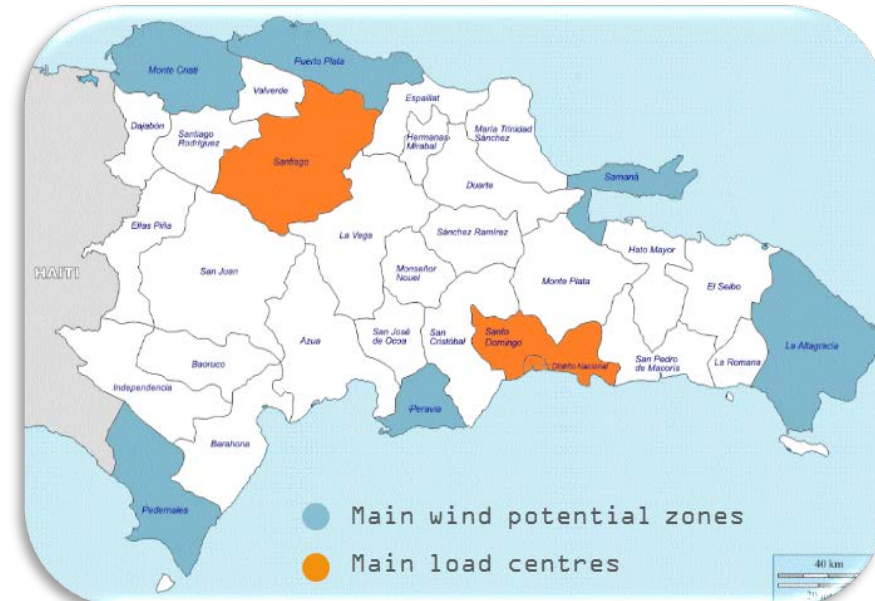 Monte Cristi
Puerto Plata
Valverde
Espaillat
Dajabón
Santiago
Rodríguez
Hermanas
Mirabal
María Trinidad
Sánchez
Santiago
Samaná
Duarte
Elías Piña
La Vega
Sánchez Ramírez
Hato Mayor
HAITI
San Juan
Monseñor
Nouel
Monte Plata
El Seibo
Azua
San José
de Ocoa
San
Cristóbal
Santo
Domingo
La Altagracia
Baoruco
Distrito Nacional
San Pedro
de Macorís
La Romana
Independencia
Peravia
Barahona
Pedernales
Main wind potential zones
Main load centres
40 km